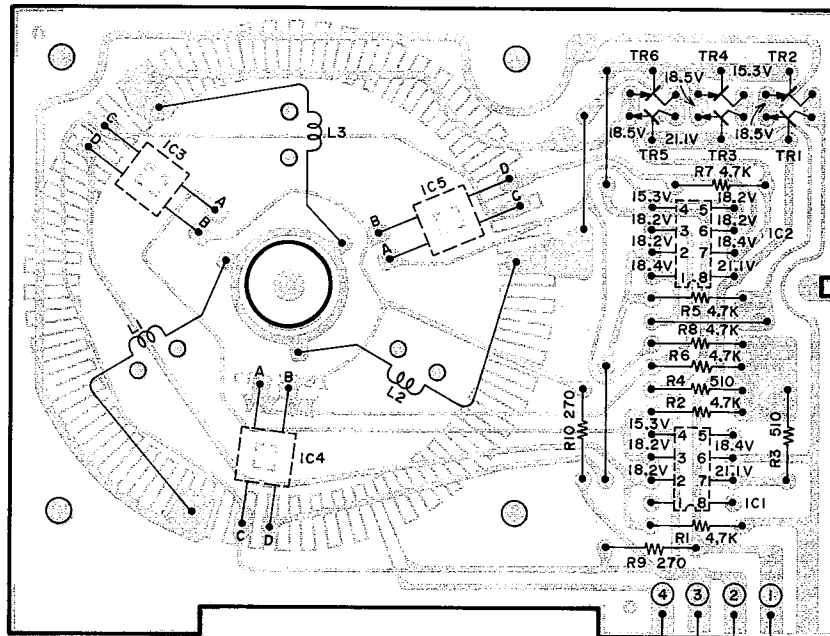 TR6 TR4 TR2
18.5V 15.3V
18.5V 21.1V 18.5V
TR5 TR3 TR1
R7 4.7K
15.3V 18.2V
4 5
18.2V 18.2V
3 6 IC2
18.2V 18.4V
2 7
18.4V 21.1V
1 8
R5 4.7K
R8 4.7K
R6 4.7K
R4 510
R2 4.7K
15.3V
4 5 18.4V
18.2V
3 6
18.2V 21.1V
2 7
1 8 IC1
R1 4.7K
R9 270
R10 270
R3 510
4 3 2 1
C
D
IC3
A
B
L3
D
IC5
C
B
A
L1
L2
A B
IC4
C D